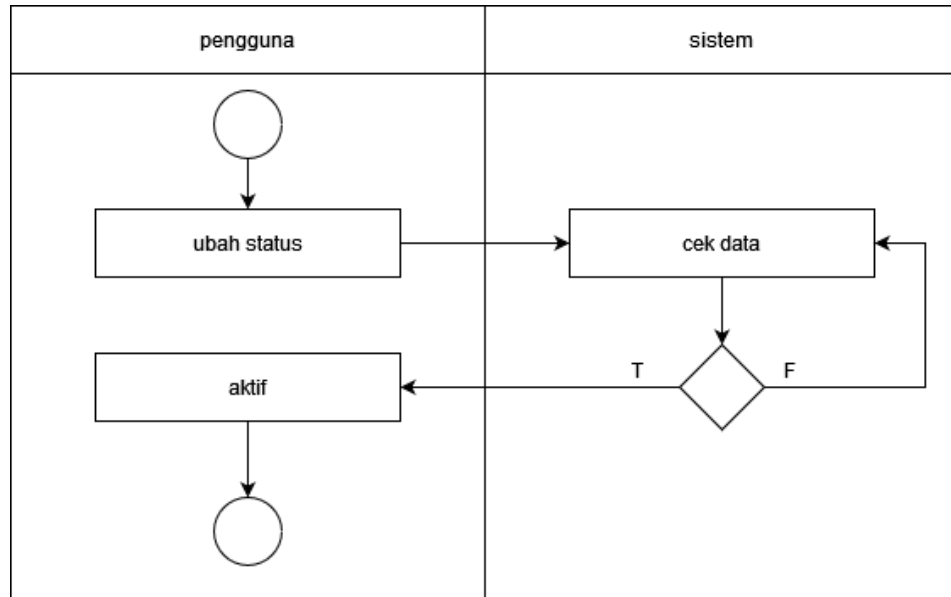 pengguna
sistem
ubah status
cek data
T
F
aktif